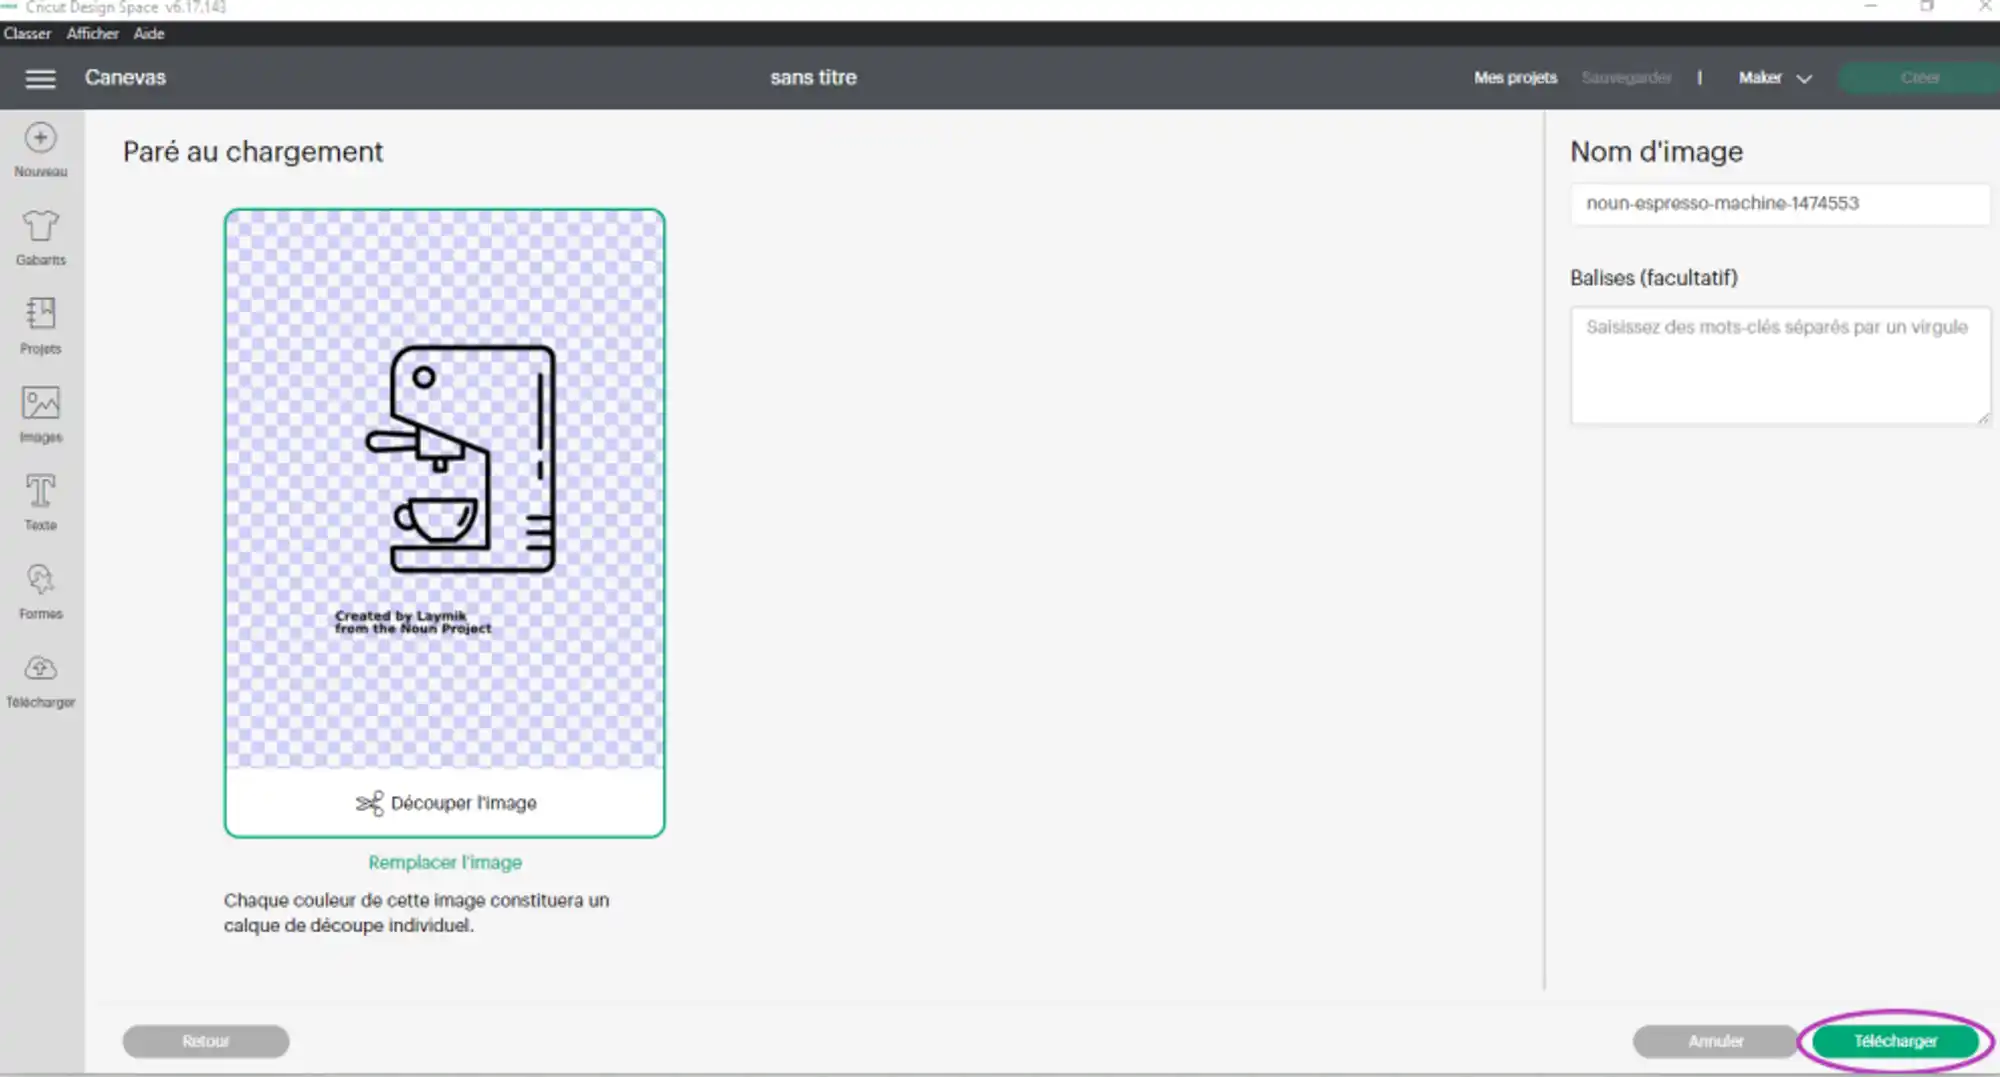 Cricut Design Space v6.17.143
Classer Afficher Aide
Canevas
sans titre
Mes projets Sauvegarder | Maker Créer
Nouveau
Gabarits
Projets
Images
Texte
Formes
Télécharger
Paré au chargement
Created by Laymik
from the Noun Project
Découper l'image
Remplacer l'image
Chaque couleur de cette image constituera un
calque de découpe individuel.
Nom d'image
noun-espresso-machine-1474553
Balises (facultatif)
Saisissez des mots-clés séparés par un virgule
Retour
Annuler
Télécharger